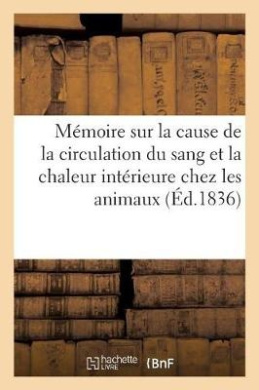 Mémoire sur la cause de
la circulation du sang et la
chaleur intérieure chez les
animaux (Éd.1836)
hachette
LIVRE
{BnF